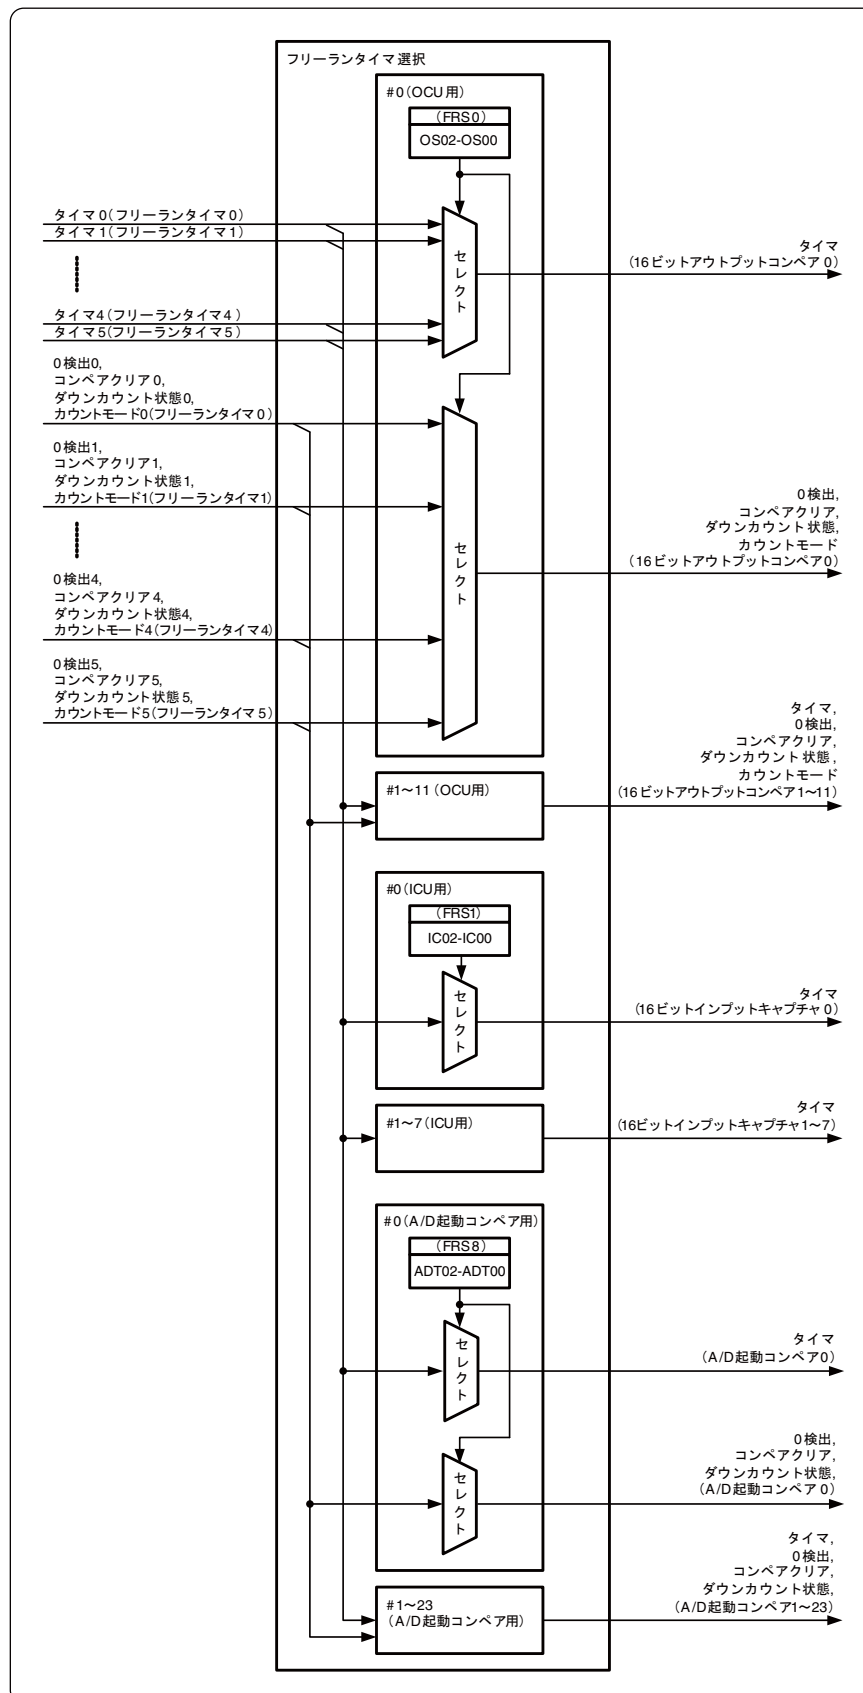 フリーランタイマ選択
#0(OCU用)
(FRS0)
OS02-OS00
タイマ0(フリーランタイマ0)
タイマ1(フリーランタイマ1)
セレクト
タイマ
(16ビットアウトプットコンペア0)
タイマ4(フリーランタイマ4)
タイマ5(フリーランタイマ5)
0検出0,
コンペアクリア0,
ダウンカウント状態0,
カウントモード0(フリーランタイマ0)
0検出1,
コンペアクリア1,
ダウンカウント状態1,
カウントモード1(フリーランタイマ1)
セレクト
0検出,
コンペアクリア,
ダウンカウント状態,
カウントモード
(16ビットアウトプットコンペア0)
0検出4,
コンペアクリア4,
ダウンカウント状態4,
カウントモード4(フリーランタイマ4)
0検出5,
コンペアクリア5,
ダウンカウント状態5,
カウントモード5(フリーランタイマ5)
#1~11(OCU用)
タイマ,
0検出,
コンペアクリア,
ダウンカウント状態,
カウントモード
(16ビットアウトプットコンペア1~11)
#0(ICU用)
(FRS1)
IC02-IC00
セレクト
タイマ
(16ビットインプットキャプチャ0)
#1~7(ICU用)
タイマ
(16ビットインプットキャプチャ1~7)
#0(A/D起動コンペア用)
(FRS8)
ADT02-ADT00
セレクト
タイマ
(A/D起動コンペア0)
セレクト
0検出,
コンペアクリア,
ダウンカウント状態,
(A/D起動コンペア0)
#1~23
(A/D起動コンペア用)
タイマ,
0検出,
コンペアクリア,
ダウンカウント状態,
(A/D起動コンペア1~23)